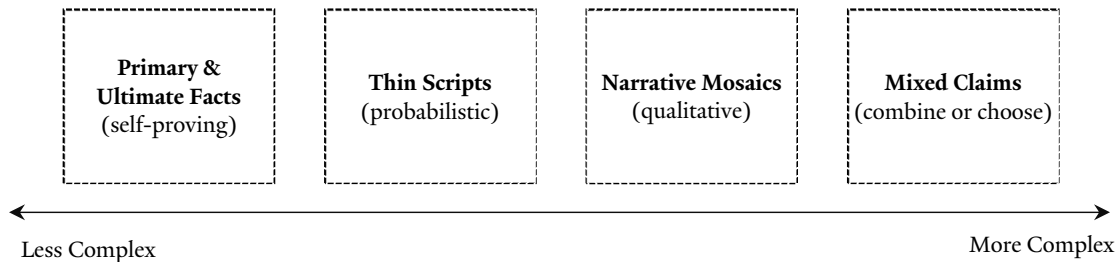 Primary &
Ultimate Facts
(self-proving)
Thin Scripts
(probabilistic)
Narrative Mosaics
(qualitative)
Mixed Claims
(combine or choose)
Less Complex
More Complex